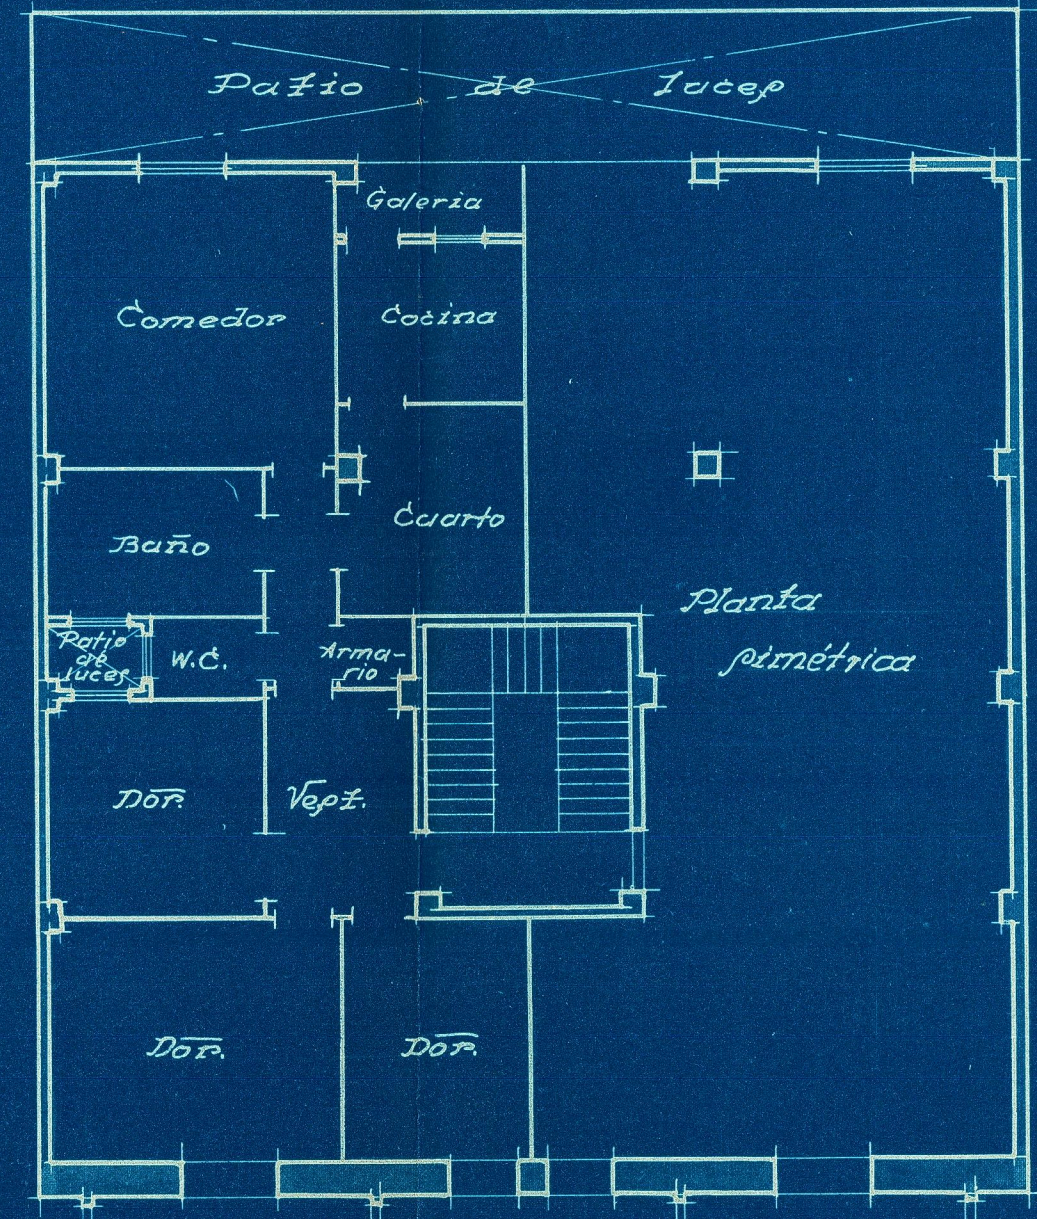 Patio de luces
Galeria
Comedor
Cocina
Cuarto
Baño
Planta
simétrica
Patio
de
luces
W.C.
Arma-
rio
Dor.
Vest.
Dor.
Dor.